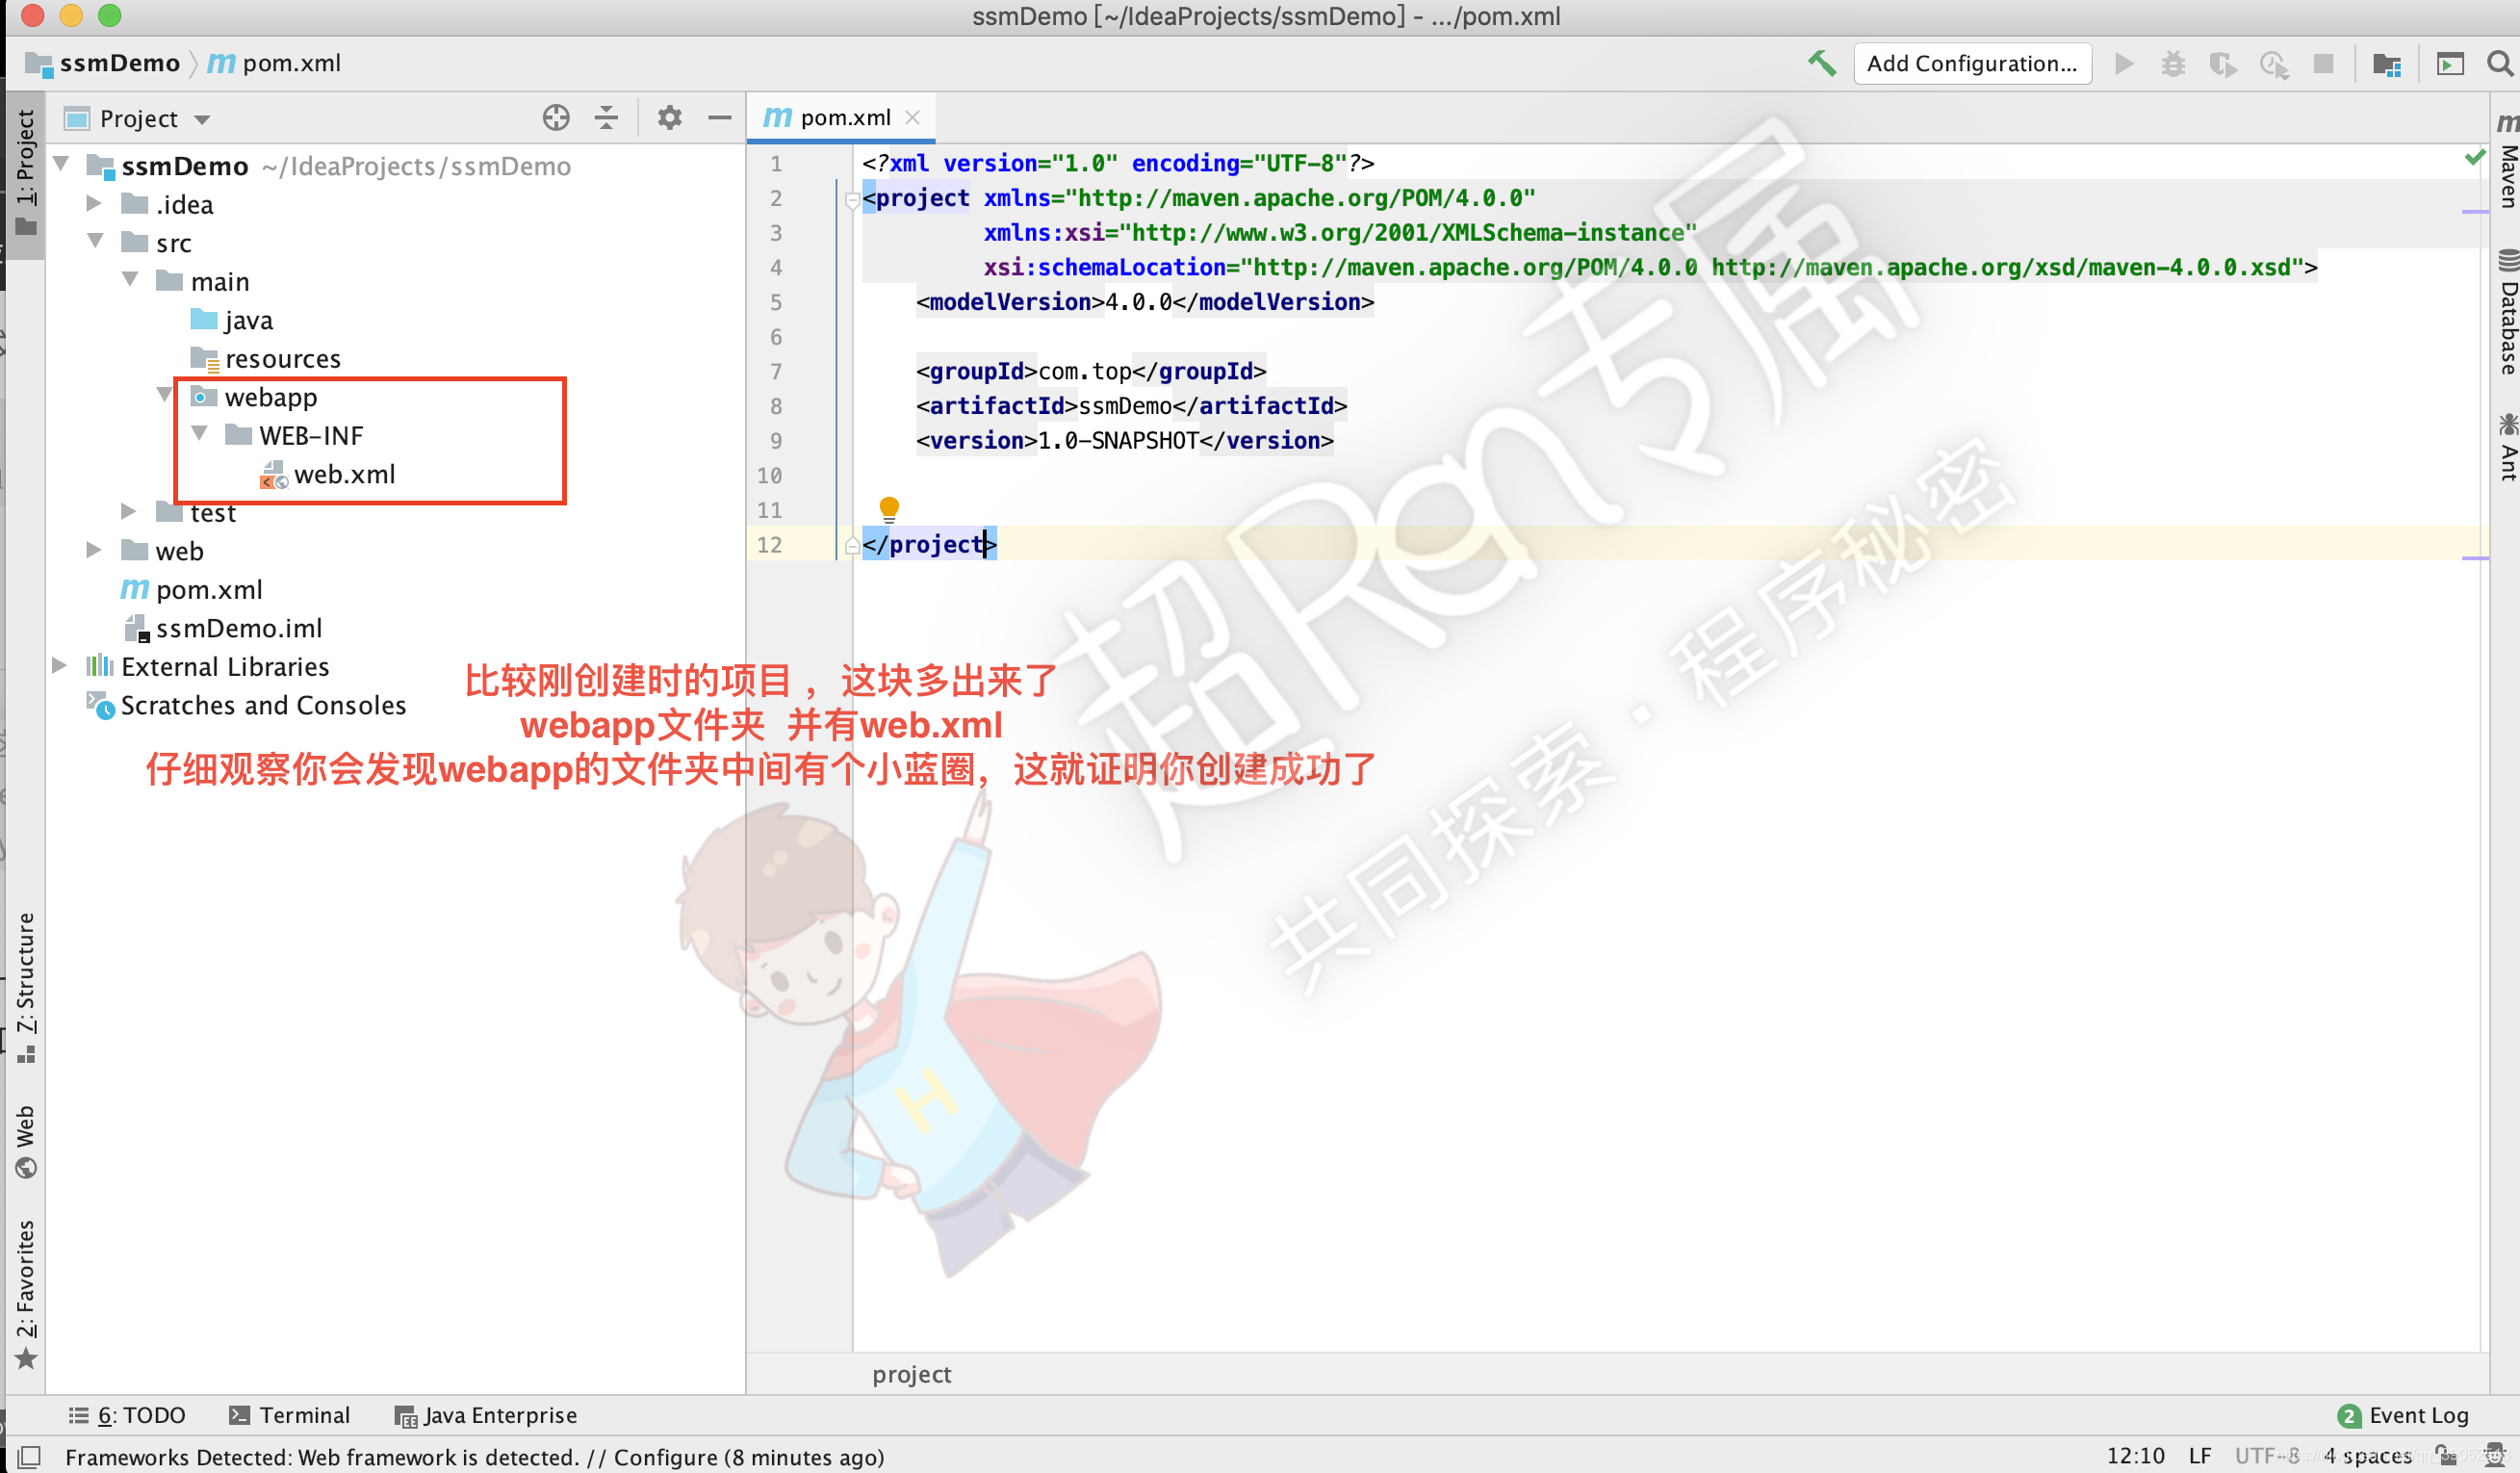 ssmDemo [~/IdeaProjects/ssmDemo] - .../pom.xml
ssmDemo pom.xml Add Configuration...
1: Project
Project
pom.xml
ssmDemo ~/IdeaProjects/ssmDemo
.idea
src
main
java
resources
webapp
WEB-INF
web.xml
test
web
pom.xml
ssmDemo.iml
External Libraries
Scratches and Consoles
1 <?xml version="1.0" encoding="UTF-8"?>
2 <project xmlns="http://maven.apache.org/POM/4.0.0"
3 xmlns:xsi="http://www.w3.org/2001/XMLSchema-instance"
4 xsi:schemaLocation="http://maven.apache.org/POM/4.0.0 http://maven.apache.org/xsd/maven-4.0.0.xsd">
5 <modelVersion>4.0.0</modelVersion>
6
7 <groupId>com.top</groupId>
8 <artifactId>ssmDemo</artifactId>
9 <version>1.0-SNAPSHOT</version>
10
11
12 </project>
比较刚创建时的项目，这块多出来了
webapp文件夹 并有web.xml
仔细观察你会发现webapp的文件夹中间有个小蓝圈，这就证明你创建成功了
超Ran专属
共同探索·程序秘密
H
Maven
Database
Ant
7: Structure
Web
2: Favorites
project
6: TODO Terminal Java Enterprise 2 Event Log
Frameworks Detected: Web framework is detected. // Configure (8 minutes ago) 12:10 LF UTF-8 4 spaces